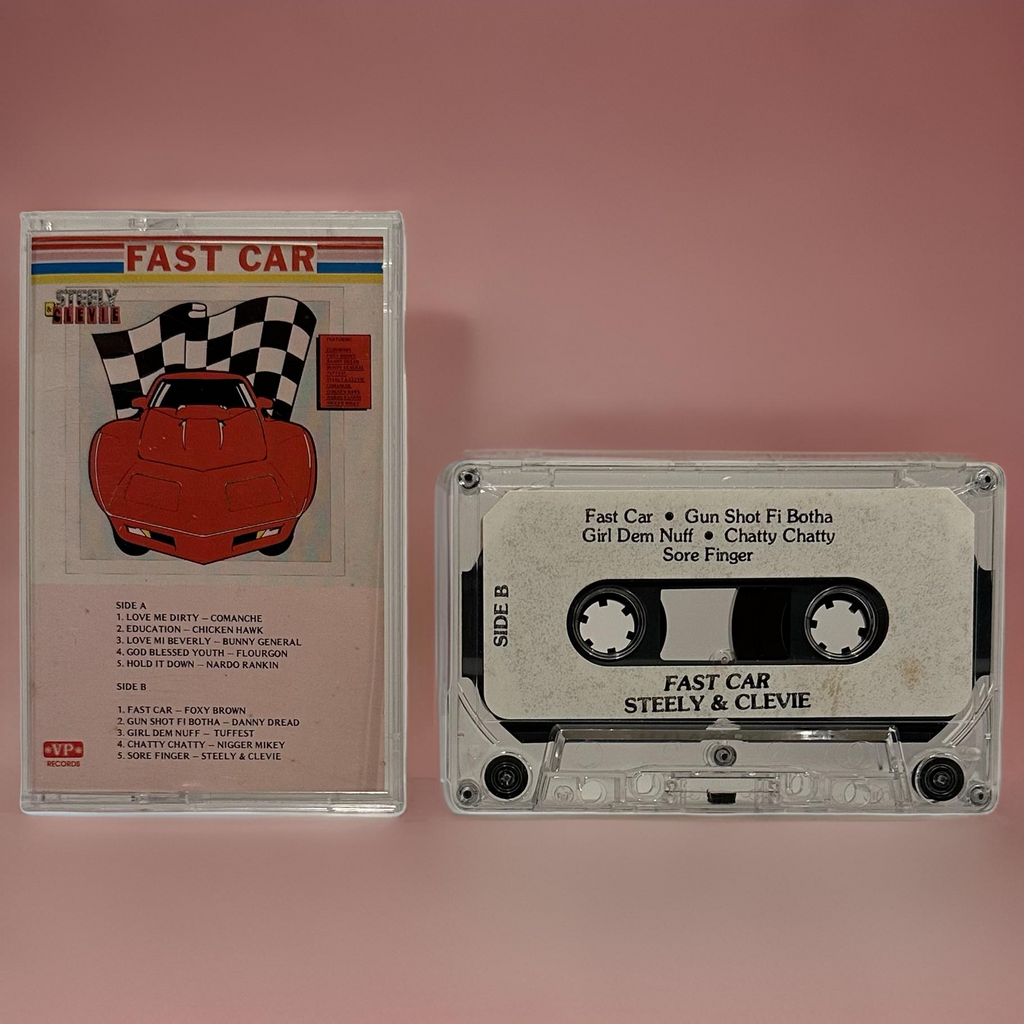 FAST CAR
STEELY
& CLEVIE
FEATURING
SIDE A
1. LOVE ME DIRTY – COMANCHE
2. EDUCATION – CHICKEN HAWK
3. LOVE MI BEVERLY – BUNNY GENERAL
4. GOD BLESSED YOUTH – FLOURGON
5. HOLD IT DOWN – NARDO RANKIN
SIDE B
1. FAST CAR – FOXY BROWN
2. GUN SHOT FI BOTHA – DANNY DREAD
3. GIRL DEM NUFF – TUFFEST
4. CHATTY CHATTY – NIGGER MIKEY
5. SORE FINGER – STEELY & CLEVIE
VP
RECORDS
Fast Car • Gun Shot Fi Botha
Girl Dem Nuff • Chatty Chatty
Sore Finger
SIDE B
FAST CAR
STEELY & CLEVIE